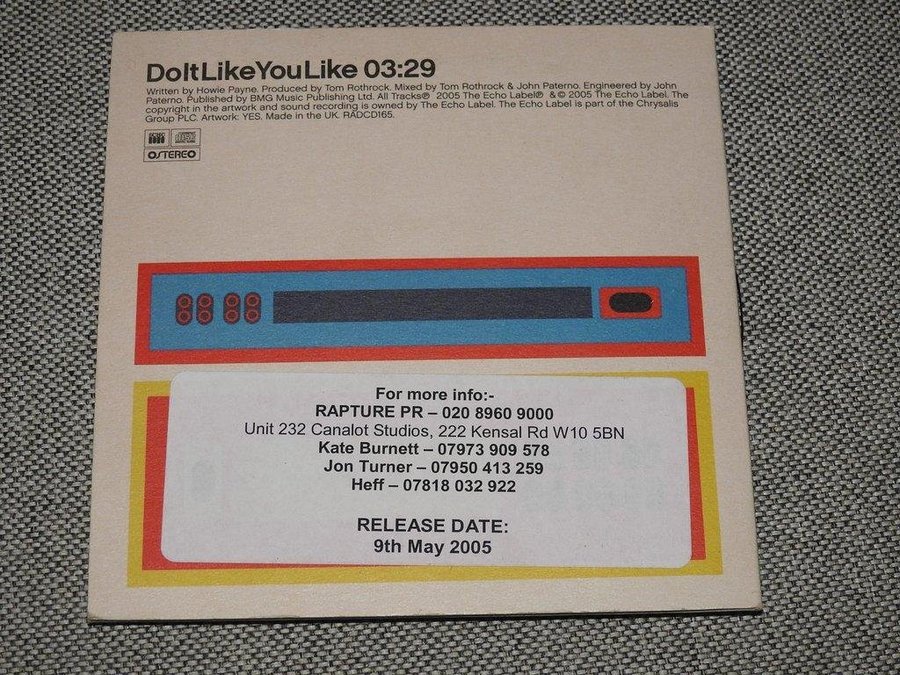 DoItLikeYouLike 03:29
Written by Howie Payne. Produced by Tom Rothrock. Mixed by Tom Rothrock & John Paterno. Engineered by John
Paterno. Published by BMG Music Publishing Ltd. All Tracks℗ 2005 The Echo Label℗ & © 2005 The Echo Label. The
copyright in the artwork and sound recording is owned by The Echo Label. The Echo Label is part of the Chrysalis
Group PLC. Artwork: YES. Made in the UK. RADCD165.
STEREO
For more info:-
RAPTURE PR – 020 8960 9000
Unit 232 Canalot Studios, 222 Kensal Rd W10 5BN
Kate Burnett – 07973 909 578
Jon Turner – 07950 413 259
Heff – 07818 032 922
RELEASE DATE:
9th May 2005